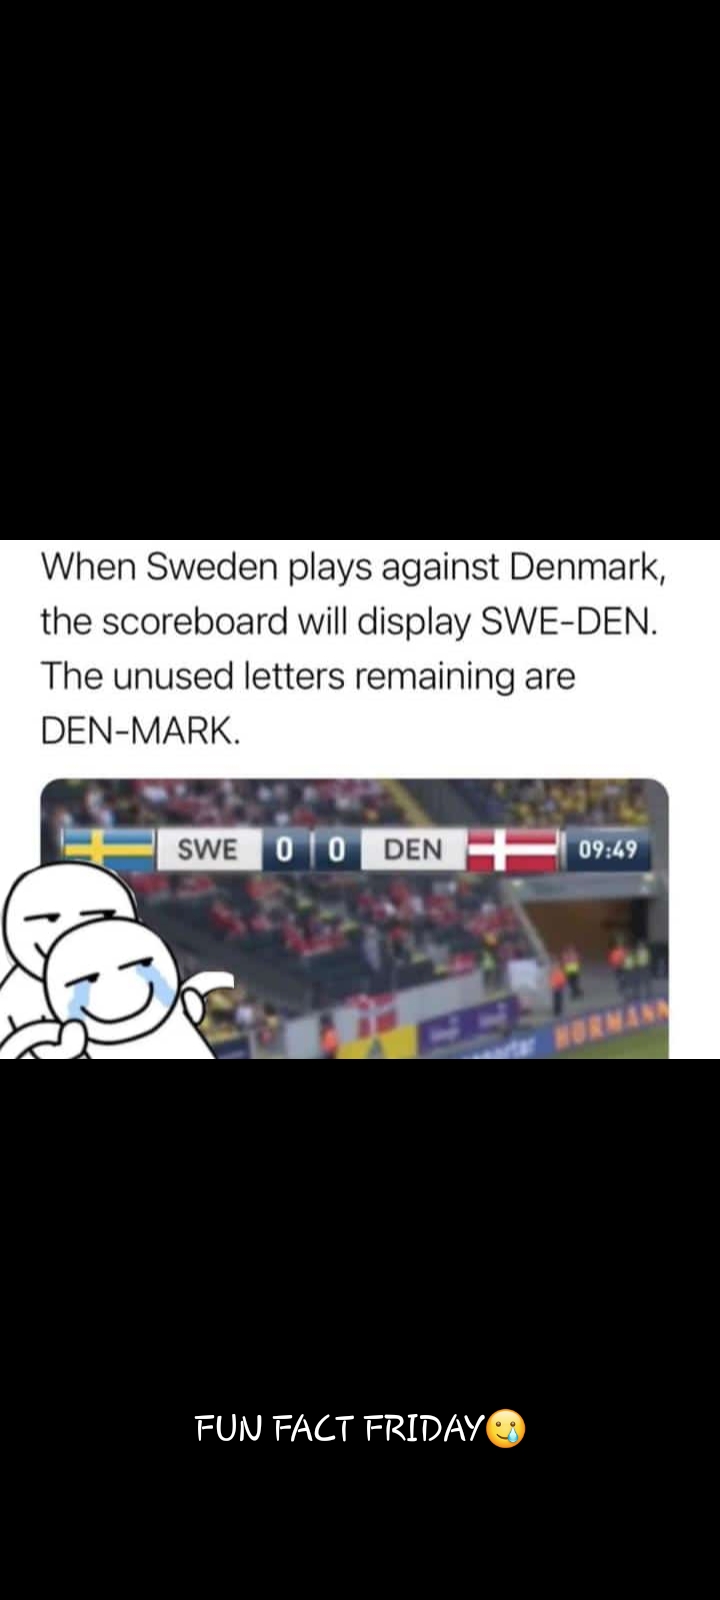 When Sweden plays against Denmark,
the scoreboard will display SWE-DEN.
The unused letters remaining are
DEN-MARK.
SWE 0 0 DEN 09:49
HÖRMANN
FUN FACT FRIDAY🥲